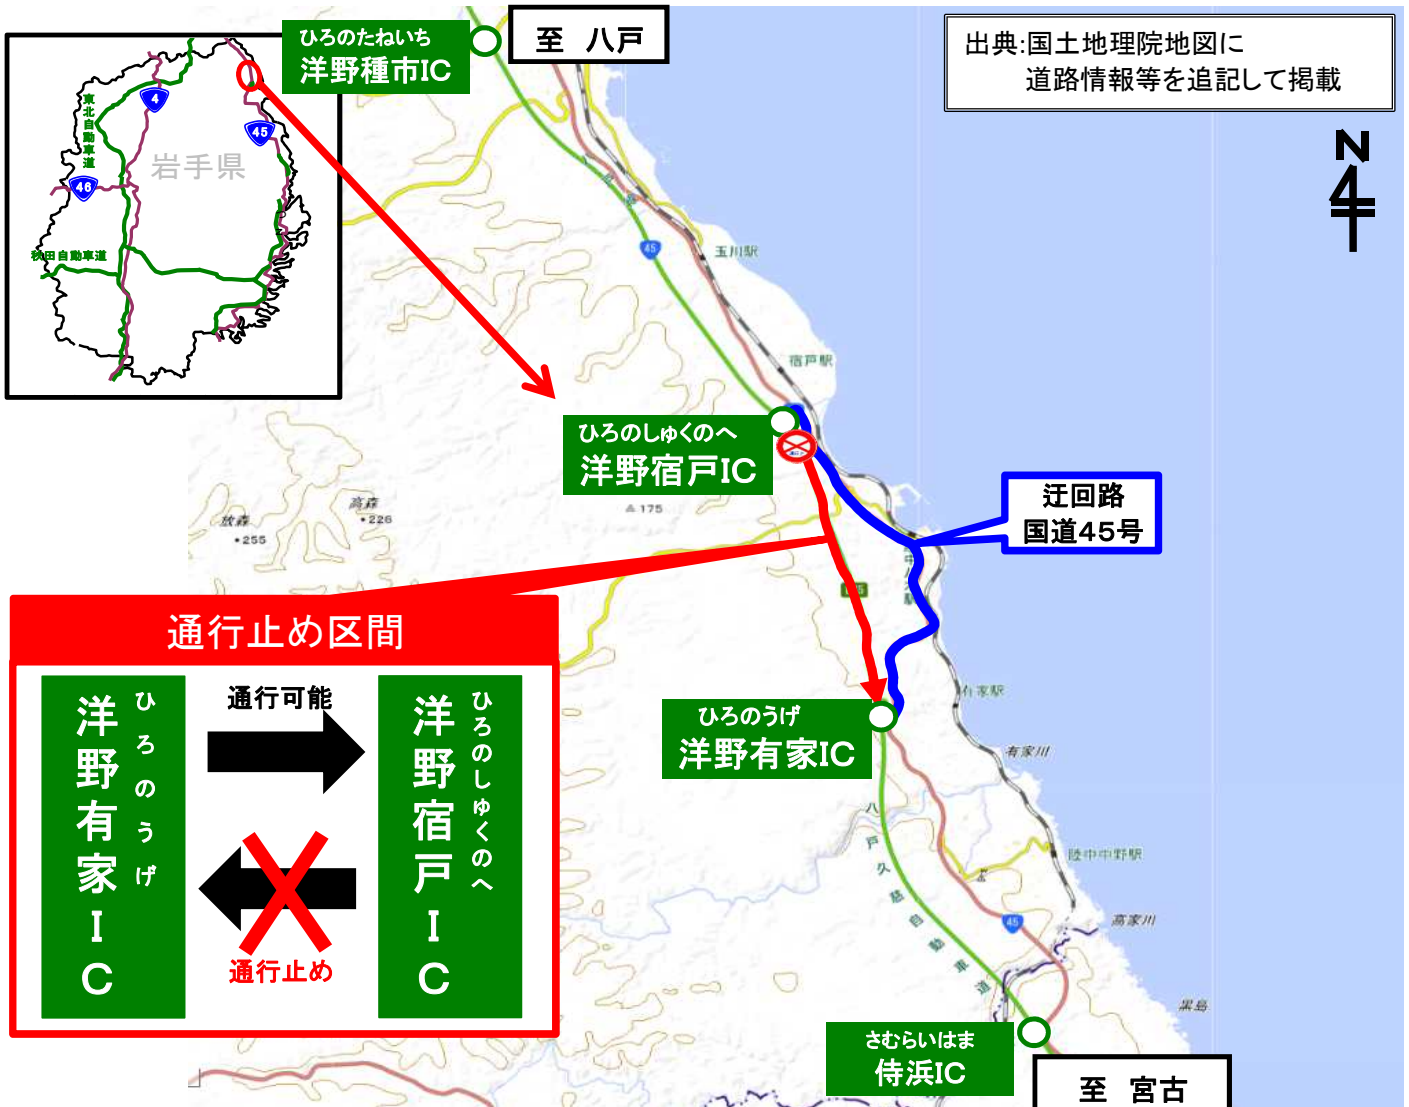 ひろのたねいち
洋野種市IC
至 八戸
出典:国土地理院地図に
道路情報等を追記して掲載
N
4
45
46
東北自動車道
岩手県
秋田自動車道
45
玉川駅
宿戸駅
ひろのしゅくのへ
洋野宿戸IC
175
高森
226
放森
255
迂回路
国道45号
通行止め区間
ひろのうげ
洋野有家IC
通行可能
ひろのしゅくのへ
洋野宿戸IC
通行止め
有家駅
ひろのうげ
洋野有家IC
有家川
八戸久慈自動車道
陸中中野駅
45
高家川
黒島
さむらいはま
侍浜IC
至 宮古